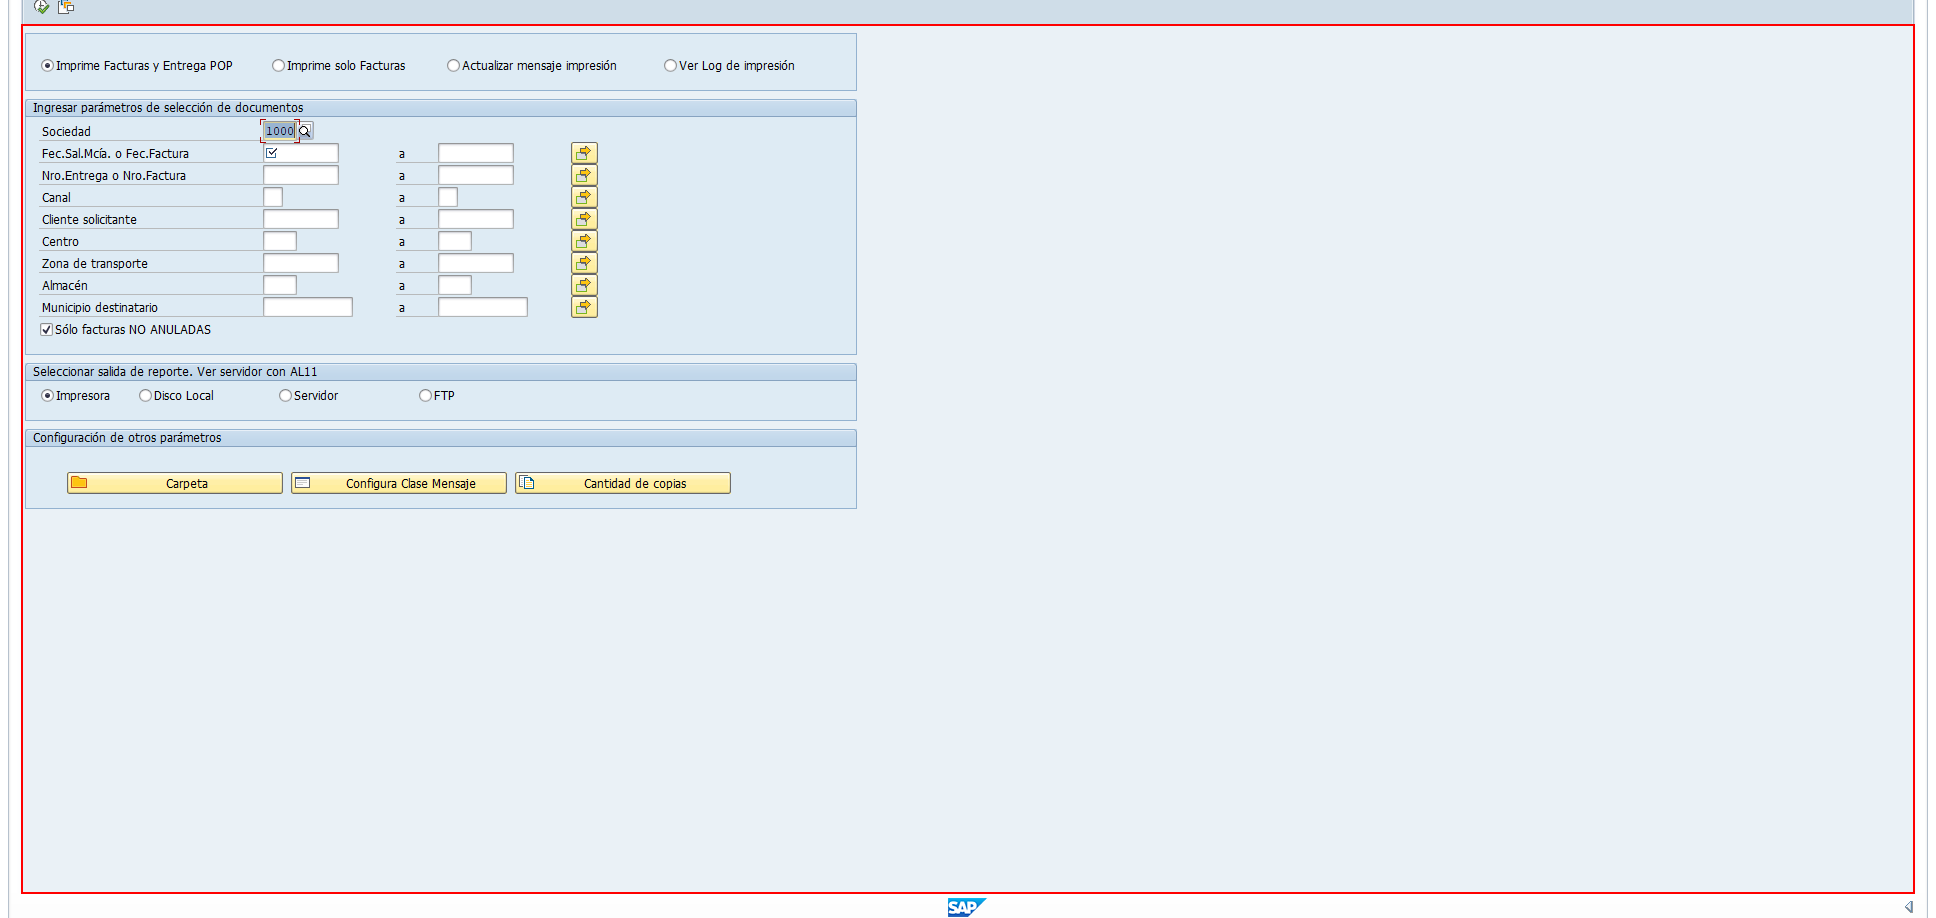 Imprime Facturas y Entrega POP Imprime solo Facturas Actualizar mensaje impresión Ver Log de impresión
Ingresar parámetros de selección de documentos
Sociedad 1000
Fec.Sal.Mcía. o Fec.Factura a
Nro.Entrega o Nro.Factura a
Canal a
Cliente solicitante a
Centro a
Zona de transporte a
Almacén a
Municipio destinatario a
Sólo facturas NO ANULADAS
Seleccionar salida de reporte. Ver servidor con AL11
Impresora Disco Local Servidor FTP
Configuración de otros parámetros
Carpeta Configura Clase Mensaje Cantidad de copias
SAP